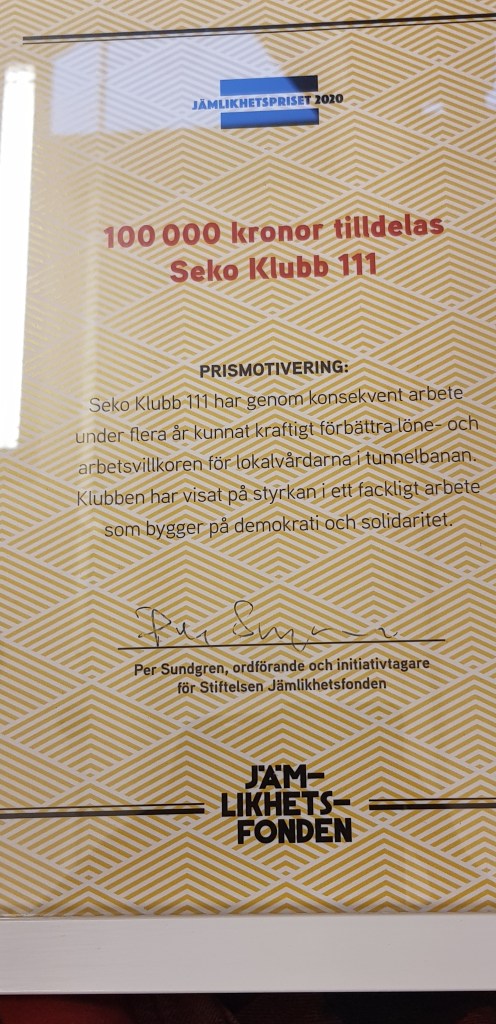 JÄMLIKHETSPRISET 2020
100 000 kronor tilldelas
Seko Klubb 111
PRISMOTIVERING:
Seko Klubb 111 har genom konsekvent arbete
under flera år kunnat kraftigt förbättra löne- och
arbetsvillkoren för lokalvårdarna i tunnelbanan.
Klubben har visat på styrkan i ett fackligt arbete
som bygger på demokrati och solidaritet.
Per Sundgren
Per Sundgren, ordförande och initiativtagare
för Stiftelsen Jämlikhetsfonden
JÄM-
LIKHETS-
FONDEN